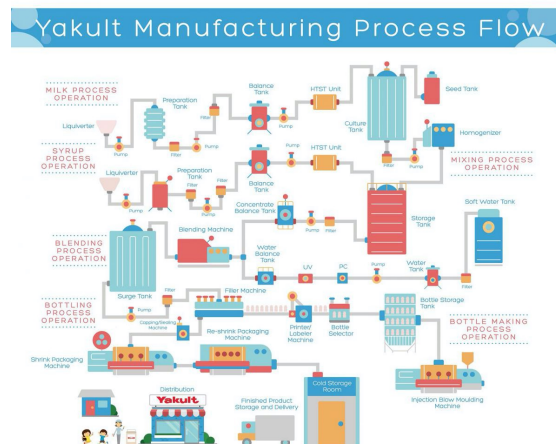 Yakult Manufacturing Process Flow
MILK PROCESS
OPERATION
Liquiverter
Pump
Preparation
Tank
Filter
Pump
Balance
Tank
Pump
HTST Unit
Culture
Tank
Seed Tank
Filter
Pump
Homogenizer
SYRUP
PROCESS
OPERATION
Liquiverter
Pump
Preparation
Tank
Filter
Pump
Filter
Balance
Tank
Pump
HTST Unit
MIXING PROCESS
OPERATION
Storage
Tank
Concentrate
Balance Tank
Pump
Filter
Soft Water Tank
BLENDING
PROCESS
OPERATION
Surge Tank
Blending Machine
Water
Balance
Tank
UV
PC
Pump
Water
Tank
Filter
BOTTLING
PROCESS
OPERATION
Filter
Pump
Filler Machine
Capping/Sealing
Machine
Printer/
Labeler
Machine
Bottle
Selector
Bottle Storage
Tank
BOTTLE MAKING
PROCESS
OPERATION
Shrink Packaging
Machine
Re-shrink Packaging
Machine
Injection Blow Moulding
Machine
Distribution
Yakult
Finished Product
Storage and Delivery
Cold Storage
Room